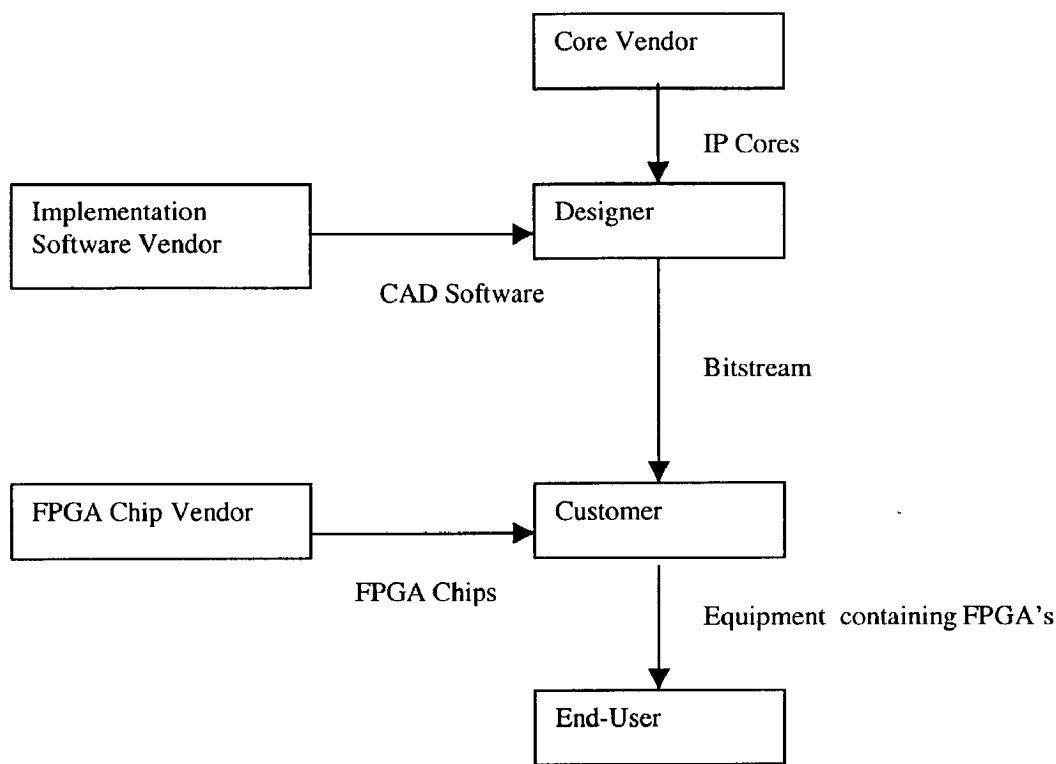 Core Vendor
IP Cores
Implementation
Software Vendor
Designer
CAD Software
Bitstream
FPGA Chip Vendor
Customer
FPGA Chips
Equipment containing FPGA's
End-User